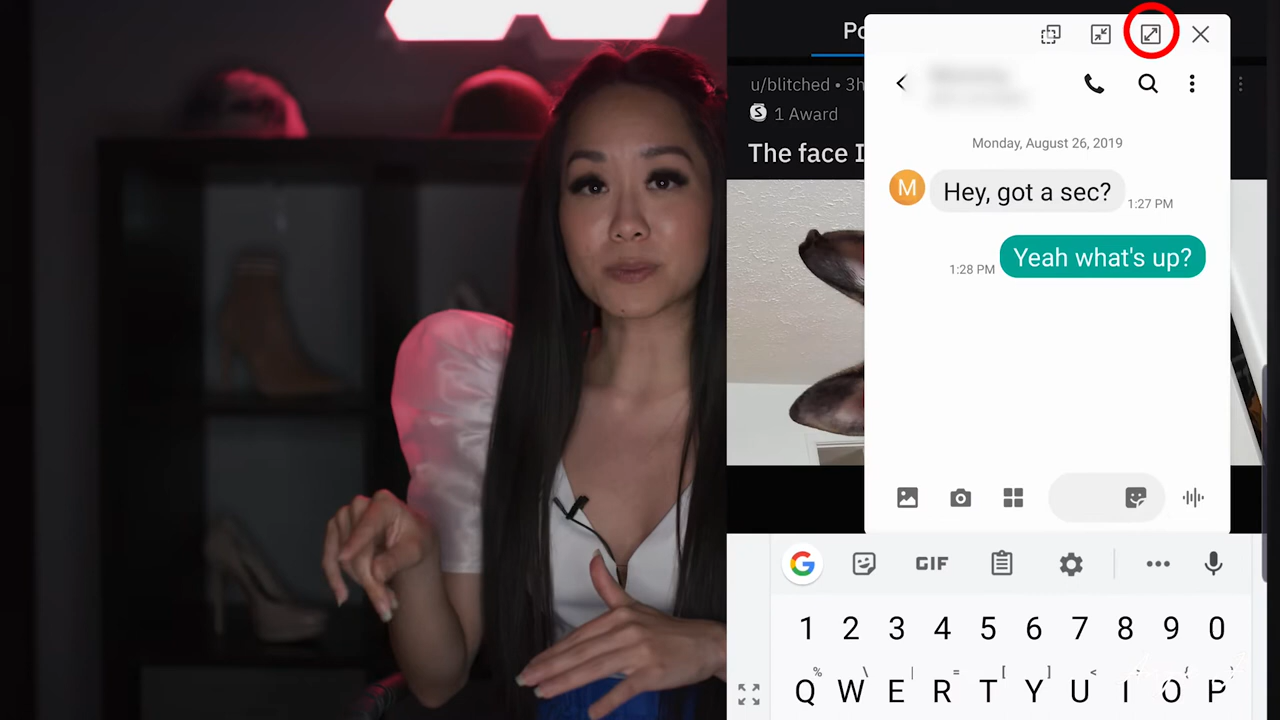 Po
u/blitched • 3h
1 Award
The face I
Monday, August 26, 2019
M
Hey, got a sec?
1:27 PM
Yeah what's up?
1:28 PM
G
GIF
1 2 3 4 5 6 7 8 9 0
% \ | = [ ] < {
Q W E R T Y U I O P